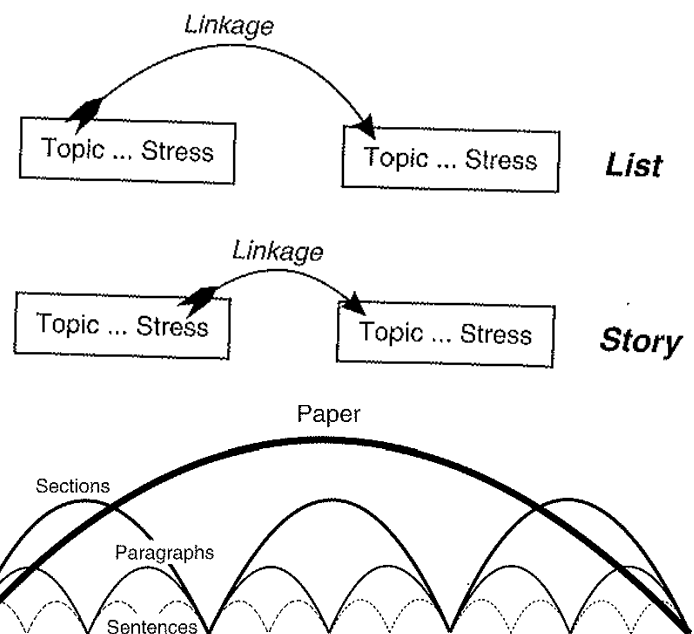 Linkage
Topic ... Stress
Topic ... Stress
List
Linkage
Topic ... Stress
Topic ... Stress
Story
Paper
Sections
Paragraphs
Sentences